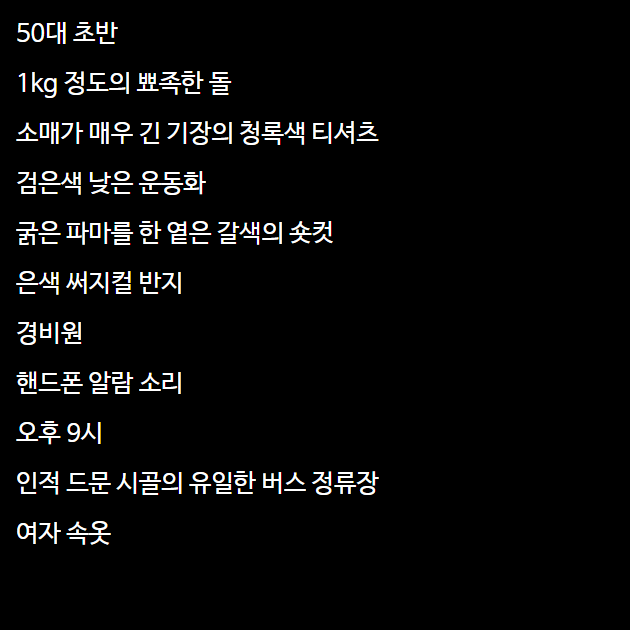 50대 초반
1kg 정도의 뾰족한 돌
소매가 매우 긴 기장의 청록색 티셔츠
검은색 낮은 운동화
굵은 파마를 한 옅은 갈색의 숏컷
은색 써지컬 반지
경비원
핸드폰 알람 소리
오후 9시
인적 드문 시골의 유일한 버스 정류장
여자 속옷